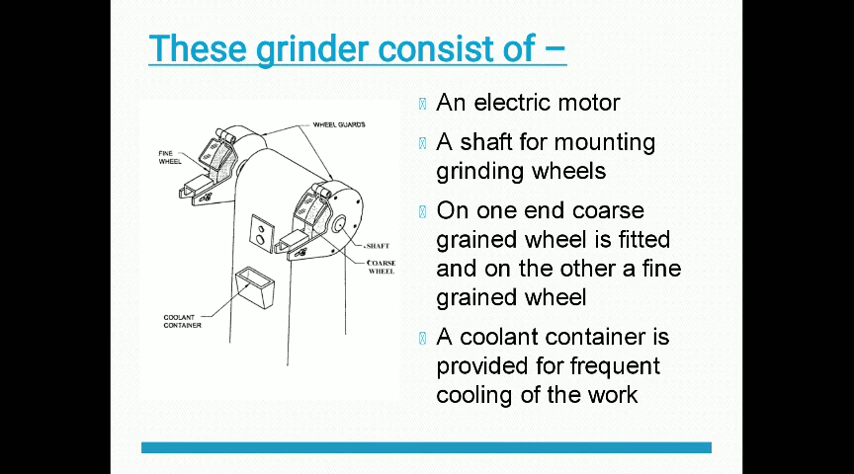 These grinder consist of –
WHEEL GUARDS
FINE
WHEEL
SHAFT
COARSE
WHEEL
COOLANT
CONTAINER
An electric motor
A shaft for mounting
grinding wheels
On one end coarse
grained wheel is fitted
and on the other a fine
grained wheel
A coolant container is
provided for frequent
cooling of the work